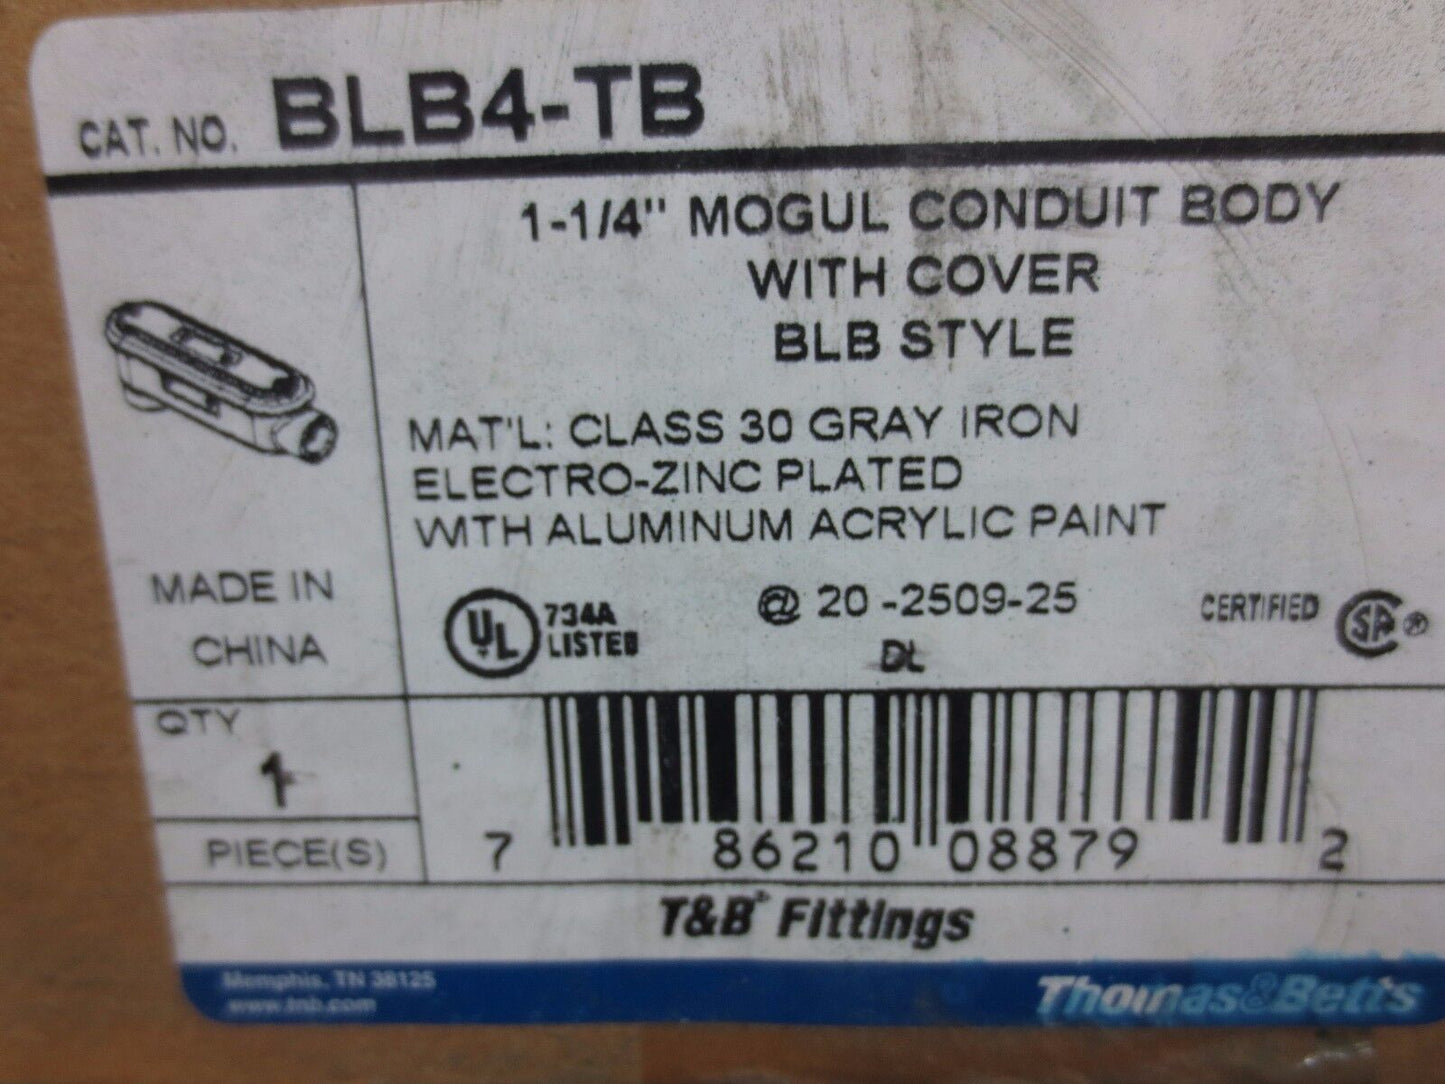 CAT. NO. BLB4-TB
1-1/4" MOGUL CONDUIT BODY
WITH COVER
BLB STYLE
MAT'L: CLASS 30 GRAY IRON
ELECTRO-ZINC PLATED
WITH ALUMINUM ACRYLIC PAINT
MADE IN
CHINA
UL 734A
LISTED
@ 20 -2509-25
DL
CERTIFIED SA ®
QTY
1
PIECE(S)
7 86210 08879 2
T&B Fittings
Memphis, TN 38125
www.tnb.com
Thomas&Betts